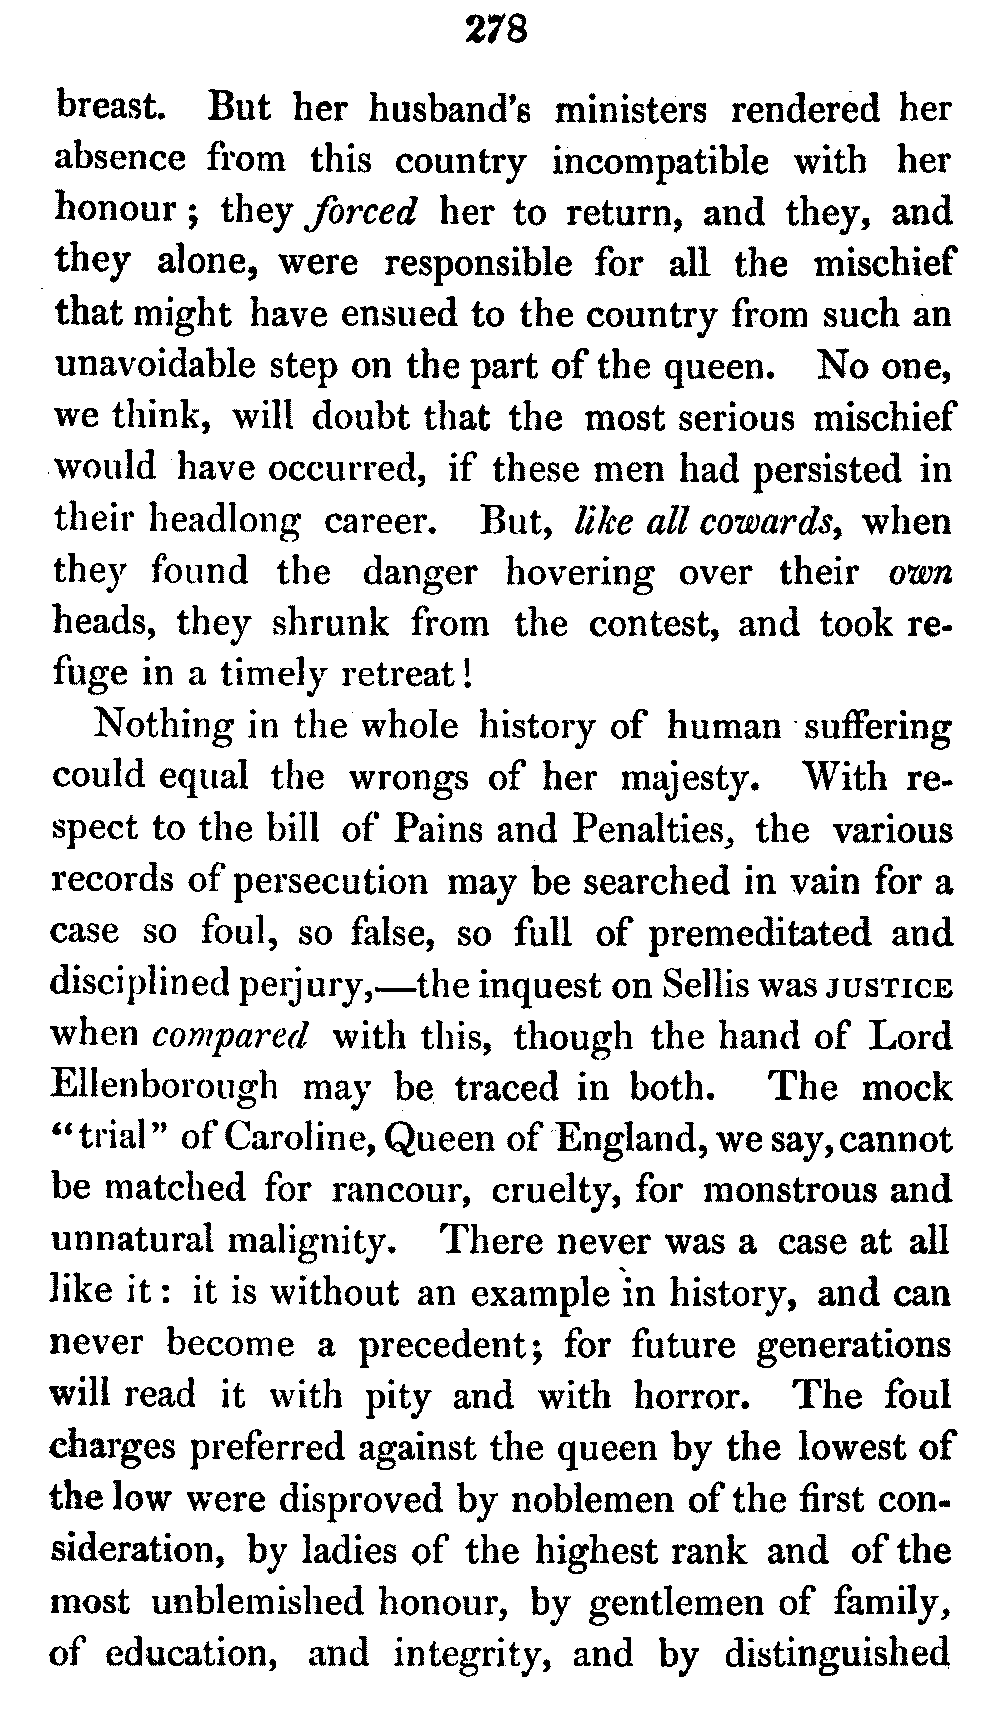 278
breast. But her husband's ministers rendered her
absence from this country incompatible with her
honour; they forced her to return, and they, and
they alone, were responsible for all the mischief
that might have ensued to the country from such an
unavoidable step on the part of the queen. No one,
we think, will doubt that the most serious mischief
would have occurred, if these men had persisted in
their headlong career. But, like all cowards, when
they found the danger hovering over their own
heads, they shrunk from the contest, and took re-
fuge in a timely retreat!
Nothing in the whole history of human suffering
could equal the wrongs of her majesty. With re-
spect to the bill of Pains and Penalties, the various
records of persecution may be searched in vain for a
case so foul, so false, so full of premeditated and
disciplined perjury,—the inquest on Sellis was JUSTICE
when compared with this, though the hand of Lord
Ellenborough may be traced in both. The mock
"trial" of Caroline, Queen of England, we say, cannot
be matched for rancour, cruelty, for monstrous and
unnatural malignity. There never was a case at all
like it: it is without an example in history, and can
never become a precedent; for future generations
will read it with pity and with horror. The foul
charges preferred against the queen by the lowest of
the low were disproved by noblemen of the first con-
sideration, by ladies of the highest rank and of the
most unblemished honour, by gentlemen of family,
of education, and integrity, and by distinguished